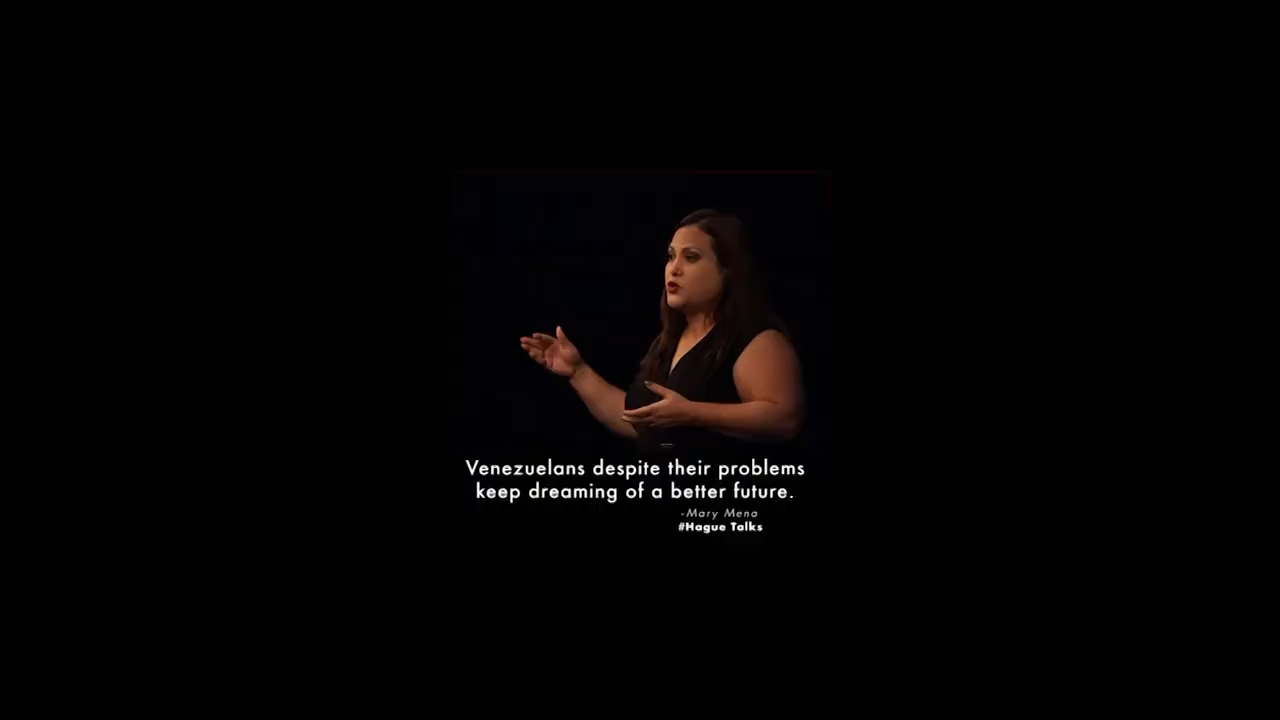 Venezuelans despite their problems
keep dreaming of a better future.
-Mary Mena
#Hague Talks